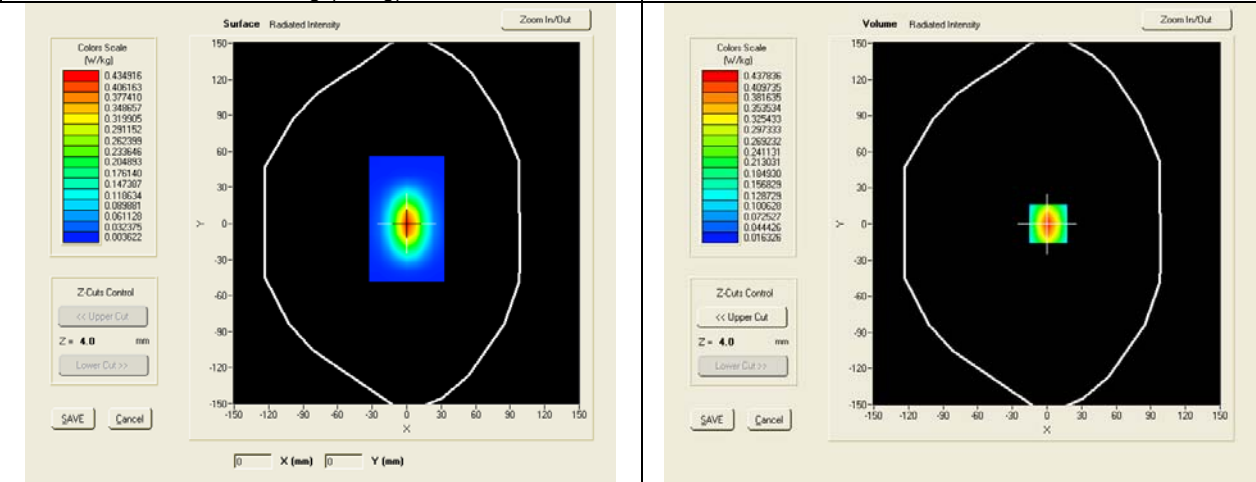 Surface Radiated Intensity
Zoom In/Out
Colors Scale
(W/kg)
0.434916
0.406163
0.377410
0.348657
0.319905
0.291152
0.262399
0.233646
0.204893
0.176140
0.147387
0.118634
0.089881
0.061128
0.032375
0.003622
Z-Cuts Control
<< Upper Cut
Z = 4.0 mm
Lower Cut >>
SAVE Cancel
150
120
90
60
30
0
-30
-60
-90
-120
-150
Y
-150 -120 -90 -60 -30 0 30 60 90 120 150
X
0 X (mm) 0 Y (mm)
Volume Radiated Intensity
Zoom In/Out
Colors Scale
(W/kg)
0.437836
0.409735
0.381635
0.353534
0.325433
0.297333
0.269232
0.241131
0.213031
0.184930
0.156829
0.128729
0.100628
0.072527
0.044426
0.016326
Z-Cuts Control
<< Upper Cut
Z = 4.0 mm
Lower Cut >>
SAVE Cancel
150
120
90
60
30
0
-30
-60
-90
-120
-150
Y
-150 -120 -90 -60 -30 0 30 60 90 120 150
X